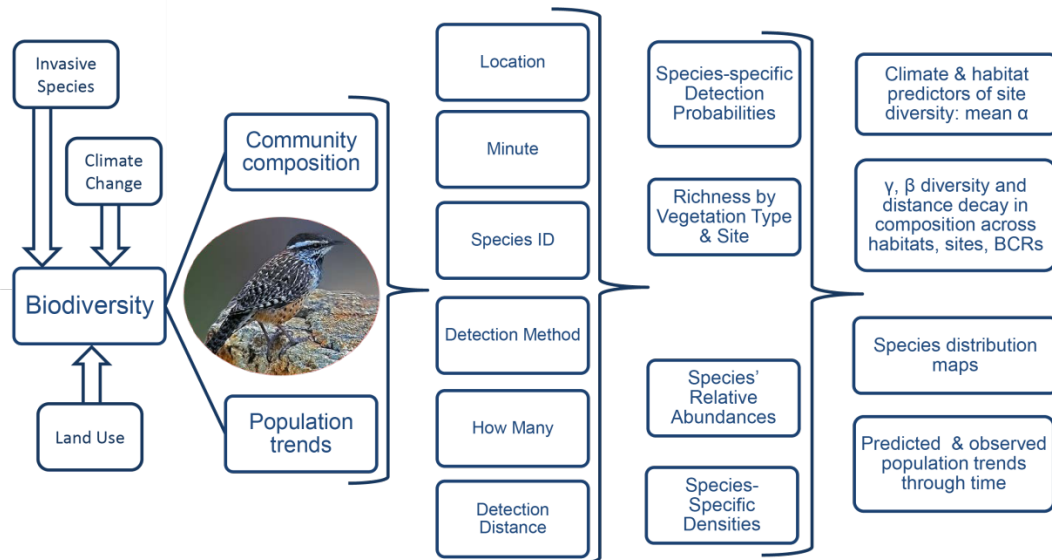 Invasive
Species
Climate
Change
Biodiversity
Land Use
Community
composition
Population
trends
Location
Minute
Species ID
Detection Method
How Many
Detection
Distance
Species-specific
Detection
Probabilities
Richness by
Vegetation Type
& Site
Species'
Relative
Abundances
Species-
Specific
Densities
Climate & habitat
predictors of site
diversity: mean α
γ, β diversity and
distance decay in
composition across
habitats, sites, BCRs
Species distribution
maps
Predicted & observed
population trends
through time